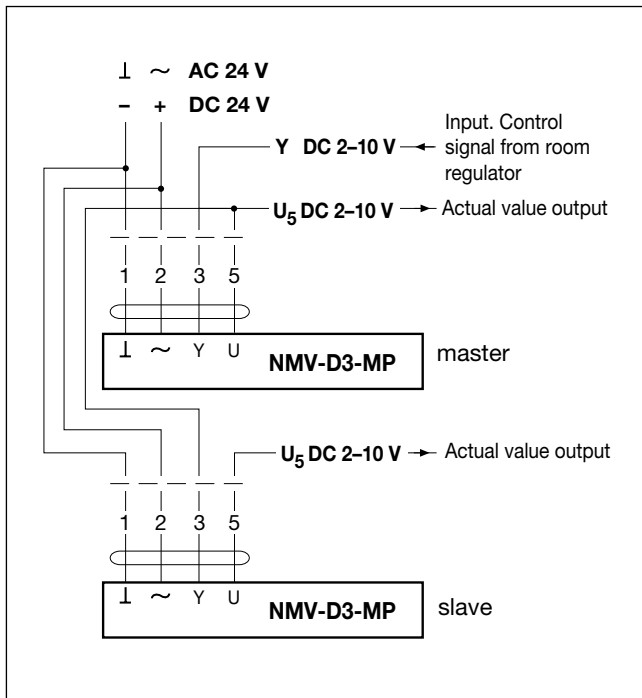 ⊥ ~ AC 24 V
– + DC 24 V
Y DC 2–10 V
Input. Control
signal from room
regulator
U5 DC 2–10 V
Actual value output
1 2 3 5
⊥ ~ Y U
NMV-D3-MP
master
U5 DC 2–10 V
Actual value output
1 2 3 5
⊥ ~ Y U
NMV-D3-MP
slave